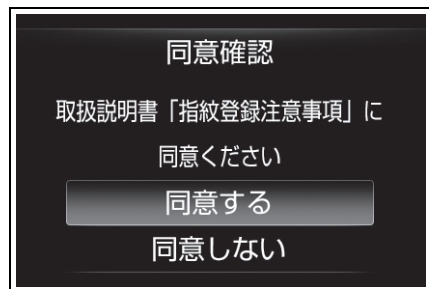 同意確認
取扱説明書「指紋登録注意事項」に
同意ください
同意する
同意しない